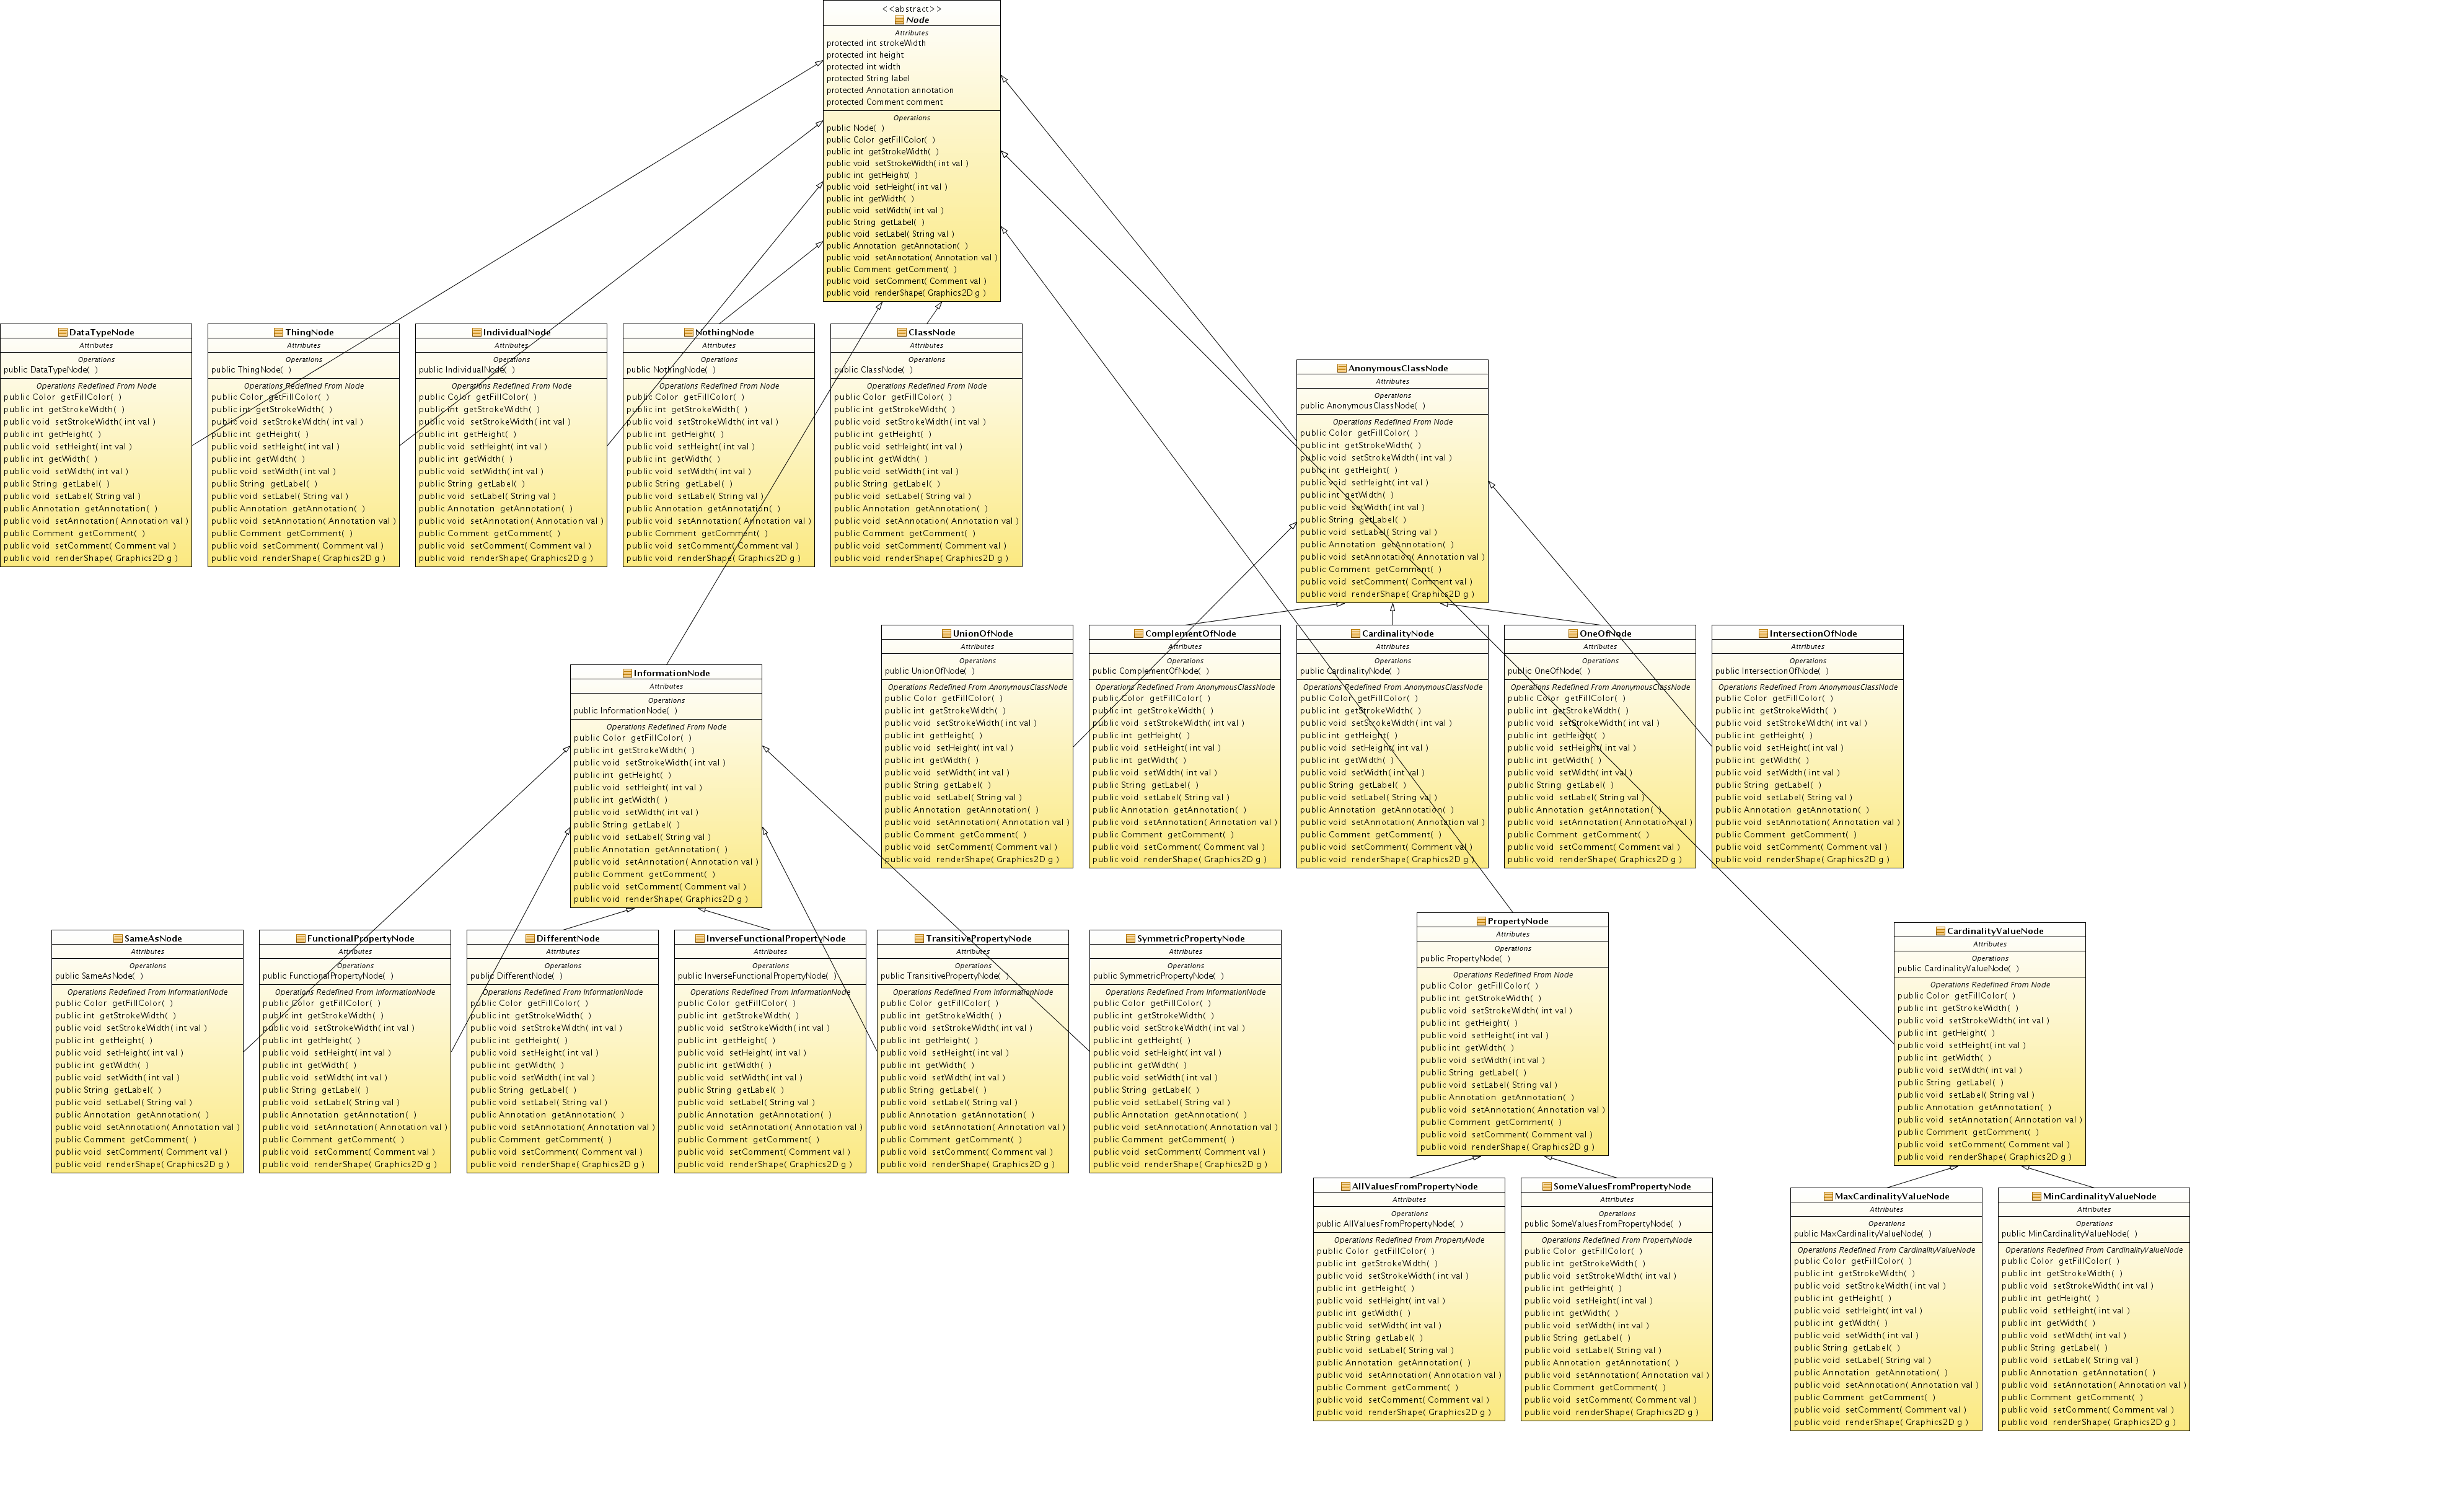 <<abstract>>
Node
Attributes
protected int strokeWidth
protected int height
protected int width
protected String label
protected Annotation annotation
protected Comment comment
Operations
public Node( )
public Color getFillColor( )
public int getStrokeWidth( )
public void setStrokeWidth( int val )
public int getHeight( )
public void setHeight( int val )
public int getWidth( )
public void setWidth( int val )
public String getLabel( )
public void setLabel( String val )
public Annotation getAnnotation( )
public void setAnnotation( Annotation val )
public Comment getComment( )
public void setComment( Comment val )
public void renderShape( Graphics2D g )
DataTypeNode
Attributes
Operations
public DataTypeNode( )
Operations Redefined From Node
public Color getFillColor( )
public int getStrokeWidth( )
public void setStrokeWidth( int val )
public int getHeight( )
public void setHeight( int val )
public int getWidth( )
public void setWidth( int val )
public String getLabel( )
public void setLabel( String val )
public Annotation getAnnotation( )
public void setAnnotation( Annotation val )
public Comment getComment( )
public void setComment( Comment val )
public void renderShape( Graphics2D g )
ThingNode
Attributes
Operations
public ThingNode( )
Operations Redefined From Node
public Color getFillColor( )
public int getStrokeWidth( )
public void setStrokeWidth( int val )
public int getHeight( )
public void setHeight( int val )
public int getWidth( )
public void setWidth( int val )
public String getLabel( )
public void setLabel( String val )
public Annotation getAnnotation( )
public void setAnnotation( Annotation val )
public Comment getComment( )
public void setComment( Comment val )
public void renderShape( Graphics2D g )
IndividualNode
Attributes
Operations
public IndividualNode( )
Operations Redefined From Node
public Color getFillColor( )
public int getStrokeWidth( )
public void setStrokeWidth( int val )
public int getHeight( )
public void setHeight( int val )
public int getWidth( )
public void setWidth( int val )
public String getLabel( )
public void setLabel( String val )
public Annotation getAnnotation( )
public void setAnnotation( Annotation val )
public Comment getComment( )
public void setComment( Comment val )
public void renderShape( Graphics2D g )
NothingNode
Attributes
Operations
public NothingNode( )
Operations Redefined From Node
public Color getFillColor( )
public int getStrokeWidth( )
public void setStrokeWidth( int val )
public int getHeight( )
public void setHeight( int val )
public int getWidth( )
public void setWidth( int val )
public String getLabel( )
public void setLabel( String val )
public Annotation getAnnotation( )
public void setAnnotation( Annotation val )
public Comment getComment( )
public void setComment( Comment val )
public void renderShape( Graphics2D g )
ClassNode
Attributes
Operations
public ClassNode( )
Operations Redefined From Node
public Color getFillColor( )
public int getStrokeWidth( )
public void setStrokeWidth( int val )
public int getHeight( )
public void setHeight( int val )
public int getWidth( )
public void setWidth( int val )
public String getLabel( )
public void setLabel( String val )
public Annotation getAnnotation( )
public void setAnnotation( Annotation val )
public Comment getComment( )
public void setComment( Comment val )
public void renderShape( Graphics2D g )
AnonymousClassNode
Attributes
Operations
public AnonymousClassNode( )
Operations Redefined From Node
public Color getFillColor( )
public int getStrokeWidth( )
public void setStrokeWidth( int val )
public int getHeight( )
public void setHeight( int val )
public int getWidth( )
public void setWidth( int val )
public String getLabel( )
public void setLabel( String val )
public Annotation getAnnotation( )
public void setAnnotation( Annotation val )
public Comment getComment( )
public void setComment( Comment val )
public void renderShape( Graphics2D g )
UnionOfNode
Attributes
Operations
public UnionOfNode( )
Operations Redefined From AnonymousClassNode
public Color getFillColor( )
public int getStrokeWidth( )
public void setStrokeWidth( int val )
public int getHeight( )
public void setHeight( int val )
public int getWidth( )
public void setWidth( int val )
public String getLabel( )
public void setLabel( String val )
public Annotation getAnnotation( )
public void setAnnotation( Annotation val )
public Comment getComment( )
public void setComment( Comment val )
public void renderShape( Graphics2D g )
ComplementOfNode
Attributes
Operations
public ComplementOfNode( )
Operations Redefined From AnonymousClassNode
public Color getFillColor( )
public int getStrokeWidth( )
public void setStrokeWidth( int val )
public int getHeight( )
public void setHeight( int val )
public int getWidth( )
public void setWidth( int val )
public String getLabel( )
public void setLabel( String val )
public Annotation getAnnotation( )
public void setAnnotation( Annotation val )
public Comment getComment( )
public void setComment( Comment val )
public void renderShape( Graphics2D g )
CardinalityNode
Attributes
Operations
public CardinalityNode( )
Operations Redefined From AnonymousClassNode
public Color getFillColor( )
public int getStrokeWidth( )
public void setStrokeWidth( int val )
public int getHeight( )
public void setHeight( int val )
public int getWidth( )
public void setWidth( int val )
public String getLabel( )
public void setLabel( String val )
public Annotation getAnnotation( )
public void setAnnotation( Annotation val )
public Comment getComment( )
public void setComment( Comment val )
public void renderShape( Graphics2D g )
OneOfNode
Attributes
Operations
public OneOfNode( )
Operations Redefined From AnonymousClassNode
public Color getFillColor( )
public int getStrokeWidth( )
public void setStrokeWidth( int val )
public int getHeight( )
public void setHeight( int val )
public int getWidth( )
public void setWidth( int val )
public String getLabel( )
public void setLabel( String val )
public Annotation getAnnotation( )
public void setAnnotation( Annotation val )
public Comment getComment( )
public void setComment( Comment val )
public void renderShape( Graphics2D g )
IntersectionOfNode
Attributes
Operations
public IntersectionOfNode( )
Operations Redefined From AnonymousClassNode
public Color getFillColor( )
public int getStrokeWidth( )
public void setStrokeWidth( int val )
public int getHeight( )
public void setHeight( int val )
public int getWidth( )
public void setWidth( int val )
public String getLabel( )
public void setLabel( String val )
public Annotation getAnnotation( )
public void setAnnotation( Annotation val )
public Comment getComment( )
public void setComment( Comment val )
public void renderShape( Graphics2D g )
InformationNode
Attributes
Operations
public InformationNode( )
Operations Redefined From Node
public Color getFillColor( )
public int getStrokeWidth( )
public void setStrokeWidth( int val )
public int getHeight( )
public void setHeight( int val )
public int getWidth( )
public void setWidth( int val )
public String getLabel( )
public void setLabel( String val )
public Annotation getAnnotation( )
public void setAnnotation( Annotation val )
public Comment getComment( )
public void setComment( Comment val )
public void renderShape( Graphics2D g )
SameAsNode
Attributes
Operations
public SameAsNode( )
Operations Redefined From InformationNode
public Color getFillColor( )
public int getStrokeWidth( )
public void setStrokeWidth( int val )
public int getHeight( )
public void setHeight( int val )
public int getWidth( )
public void setWidth( int val )
public String getLabel( )
public void setLabel( String val )
public Annotation getAnnotation( )
public void setAnnotation( Annotation val )
public Comment getComment( )
public void setComment( Comment val )
public void renderShape( Graphics2D g )
FunctionalPropertyNode
Attributes
Operations
public FunctionalPropertyNode( )
Operations Redefined From InformationNode
public Color getFillColor( )
public int getStrokeWidth( )
public void setStrokeWidth( int val )
public int getHeight( )
public void setHeight( int val )
public int getWidth( )
public void setWidth( int val )
public String getLabel( )
public void setLabel( String val )
public Annotation getAnnotation( )
public void setAnnotation( Annotation val )
public Comment getComment( )
public void setComment( Comment val )
public void renderShape( Graphics2D g )
DifferentNode
Attributes
Operations
public DifferentNode( )
Operations Redefined From InformationNode
public Color getFillColor( )
public int getStrokeWidth( )
public void setStrokeWidth( int val )
public int getHeight( )
public void setHeight( int val )
public int getWidth( )
public void setWidth( int val )
public String getLabel( )
public void setLabel( String val )
public Annotation getAnnotation( )
public void setAnnotation( Annotation val )
public Comment getComment( )
public void setComment( Comment val )
public void renderShape( Graphics2D g )
InverseFunctionalPropertyNode
Attributes
Operations
public InverseFunctionalPropertyNode( )
Operations Redefined From InformationNode
public Color getFillColor( )
public int getStrokeWidth( )
public void setStrokeWidth( int val )
public int getHeight( )
public void setHeight( int val )
public int getWidth( )
public void setWidth( int val )
public String getLabel( )
public void setLabel( String val )
public Annotation getAnnotation( )
public void setAnnotation( Annotation val )
public Comment getComment( )
public void setComment( Comment val )
public void renderShape( Graphics2D g )
TransitivePropertyNode
Attributes
Operations
public TransitivePropertyNode( )
Operations Redefined From InformationNode
public Color getFillColor( )
public int getStrokeWidth( )
public void setStrokeWidth( int val )
public int getHeight( )
public void setHeight( int val )
public int getWidth( )
public void setWidth( int val )
public String getLabel( )
public void setLabel( String val )
public Annotation getAnnotation( )
public void setAnnotation( Annotation val )
public Comment getComment( )
public void setComment( Comment val )
public void renderShape( Graphics2D g )
SymmetricPropertyNode
Attributes
Operations
public SymmetricPropertyNode( )
Operations Redefined From InformationNode
public Color getFillColor( )
public int getStrokeWidth( )
public void setStrokeWidth( int val )
public int getHeight( )
public void setHeight( int val )
public int getWidth( )
public void setWidth( int val )
public String getLabel( )
public void setLabel( String val )
public Annotation getAnnotation( )
public void setAnnotation( Annotation val )
public Comment getComment( )
public void setComment( Comment val )
public void renderShape( Graphics2D g )
PropertyNode
Attributes
Operations
public PropertyNode( )
Operations Redefined From Node
public Color getFillColor( )
public int getStrokeWidth( )
public void setStrokeWidth( int val )
public int getHeight( )
public void setHeight( int val )
public int getWidth( )
public void setWidth( int val )
public String getLabel( )
public void setLabel( String val )
public Annotation getAnnotation( )
public void setAnnotation( Annotation val )
public Comment getComment( )
public void setComment( Comment val )
public void renderShape( Graphics2D g )
CardinalityValueNode
Attributes
Operations
public CardinalityValueNode( )
Operations Redefined From Node
public Color getFillColor( )
public int getStrokeWidth( )
public void setStrokeWidth( int val )
public int getHeight( )
public void setHeight( int val )
public int getWidth( )
public void setWidth( int val )
public String getLabel( )
public void setLabel( String val )
public Annotation getAnnotation( )
public void setAnnotation( Annotation val )
public Comment getComment( )
public void setComment( Comment val )
public void renderShape( Graphics2D g )
AllValuesFromPropertyNode
Attributes
Operations
public AllValuesFromPropertyNode( )
Operations Redefined From PropertyNode
public Color getFillColor( )
public int getStrokeWidth( )
public void setStrokeWidth( int val )
public int getHeight( )
public void setHeight( int val )
public int getWidth( )
public void setWidth( int val )
public String getLabel( )
public void setLabel( String val )
public Annotation getAnnotation( )
public void setAnnotation( Annotation val )
public Comment getComment( )
public void setComment( Comment val )
public void renderShape( Graphics2D g )
SomeValuesFromPropertyNode
Attributes
Operations
public SomeValuesFromPropertyNode( )
Operations Redefined From PropertyNode
public Color getFillColor( )
public int getStrokeWidth( )
public void setStrokeWidth( int val )
public int getHeight( )
public void setHeight( int val )
public int getWidth( )
public void setWidth( int val )
public String getLabel( )
public void setLabel( String val )
public Annotation getAnnotation( )
public void setAnnotation( Annotation val )
public Comment getComment( )
public void setComment( Comment val )
public void renderShape( Graphics2D g )
MaxCardinalityValueNode
Attributes
Operations
public MaxCardinalityValueNode( )
Operations Redefined From CardinalityValueNode
public Color getFillColor( )
public int getStrokeWidth( )
public void setStrokeWidth( int val )
public int getHeight( )
public void setHeight( int val )
public int getWidth( )
public void setWidth( int val )
public String getLabel( )
public void setLabel( String val )
public Annotation getAnnotation( )
public void setAnnotation( Annotation val )
public Comment getComment( )
public void setComment( Comment val )
public void renderShape( Graphics2D g )
MinCardinalityValueNode
Attributes
Operations
public MinCardinalityValueNode( )
Operations Redefined From CardinalityValueNode
public Color getFillColor( )
public int getStrokeWidth( )
public void setStrokeWidth( int val )
public int getHeight( )
public void setHeight( int val )
public int getWidth( )
public void setWidth( int val )
public String getLabel( )
public void setLabel( String val )
public Annotation getAnnotation( )
public void setAnnotation( Annotation val )
public Comment getComment( )
public void setComment( Comment val )
public void renderShape( Graphics2D g )